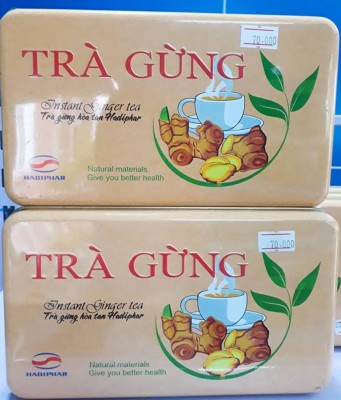 70.000
TRÀ GỪNG
Instant Ginger tea
Trà gừng hòa tan Hadiphar
HADIPHAR
Natural materials
Give you better health
70.000
TRÀ GỪNG
Instant Ginger tea
Trà gừng hòa tan Hadiphar
HADIPHAR
Natural materials
Give you better health